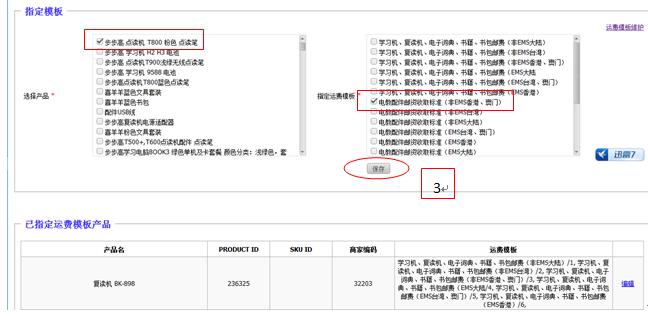 指定模板
运费模板维护
选择产品 *
步步高 点读机 T800 粉色 点读笔
步步高 学习机 H2 H3 电池
步步高 点读机T900浅绿无线点读笔
步步高 学习机 9588 电池
步步高点读机T800蓝色点读笔
喜羊羊蓝色文具套装
喜羊羊蓝色书包
配件USB线
步步高复读机电源适配器
喜羊羊粉色文具套装
步步高T500+,T600点读机配件 点读笔
步步高学习电脑BOOK3 绿色单机及卡套餐 颜色分类：浅绿色，套
指定运费模板 *
学习机、复读机、电子词典、书籍、书包邮费（非EMS大陆）
学习机、复读机、电子词典、书籍、书包邮费（非EMS台湾）
学习机、复读机、电子词典、书籍、书包邮费（非EMS香港、澳门）
学习机、复读机、电子词典、书籍、书包邮费（EMS大陆
学习机、复读机、电子词典、书籍、书包邮费（EMS台湾、澳门）
学习机、复读机、电子词典、书籍、书包邮费（EMS香港）
电教配件邮资收取标准（非EMS香港、澳门）
电教配件邮资收取标准（非EMS台湾）
电教配件邮资收取标准（非EMS大陆）
电教配件邮资收取标准（EMS台湾、澳门）
电教配件邮资收取标准（EMS香港）
电教配件邮资收取标准（EMS大陆）
迅雷7
保存
3
已指定运费模板产品
产品名 PRODUCT ID SKU ID 商家编码 运费模板
复读机 BK-898 236325 32203
学习机、复读机、电子词典、书籍、书包邮费（非EMS大陆）/1, 学习机、复
读机、电子词典、书籍、书包邮费（非EMS台湾）/2, 学习机、复读机、电子
词典、书籍、书包邮费（非EMS香港、澳门）/3, 学习机、复读机、电子词
典、书籍、书包邮费（EMS大陆/4, 学习机、复读机、电子词典、书籍、书包
邮费（EMS台湾、澳门）/5, 学习机、复读机、电子词典、书籍、书包邮费
（EMS香港）/6,
编辑